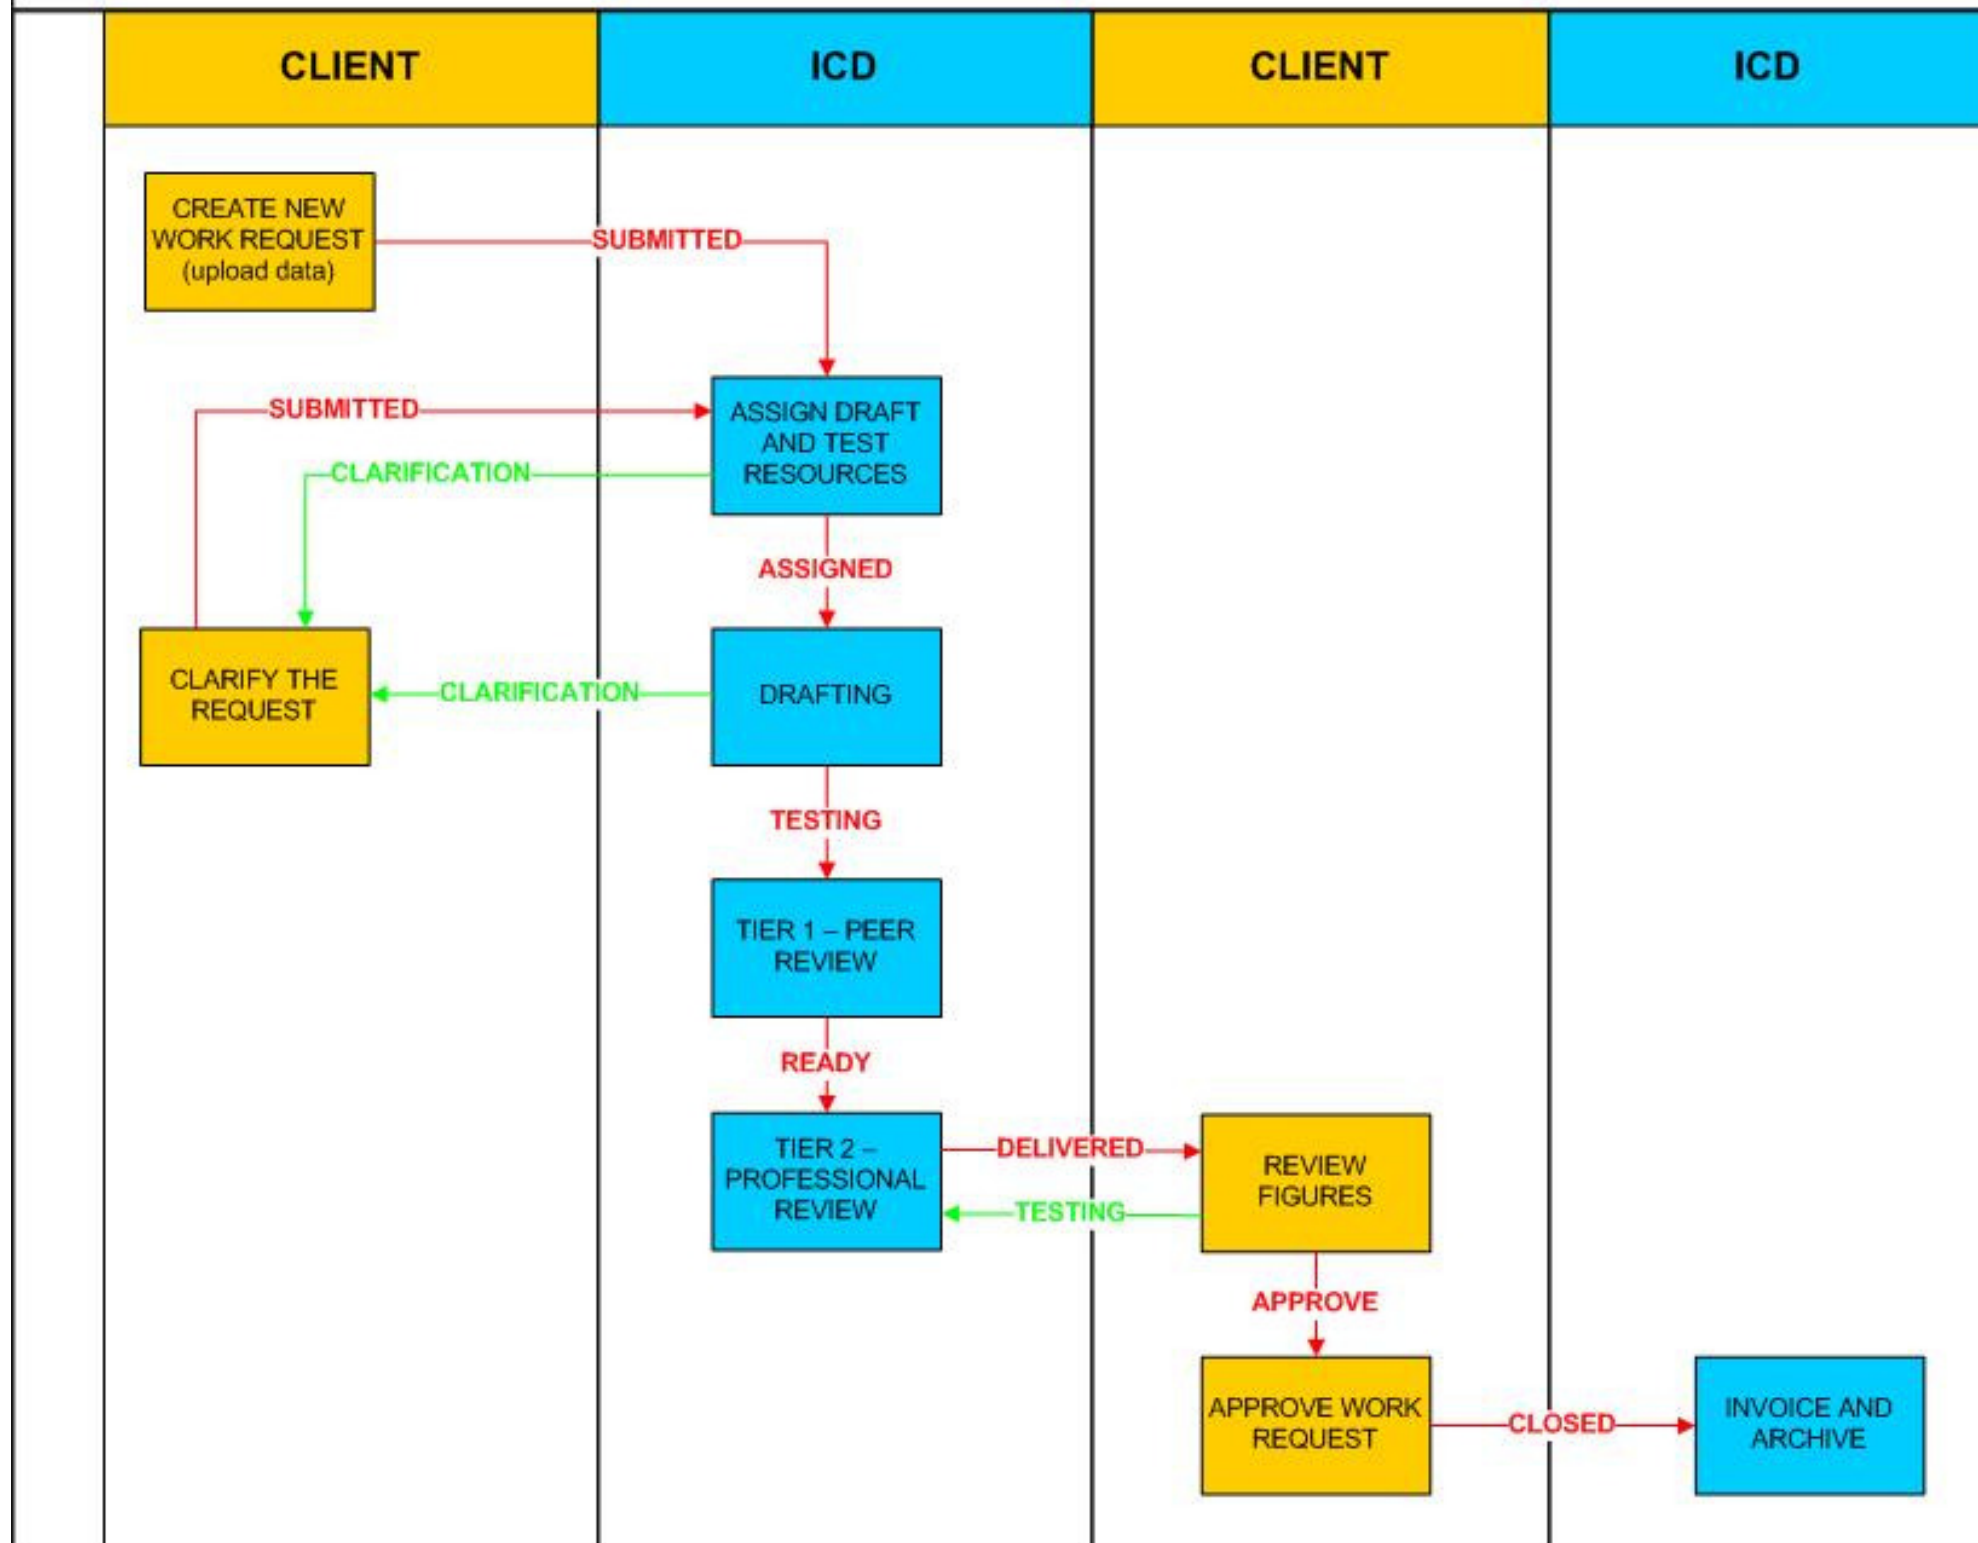 CLIENT
ICD
CLIENT
ICD
CREATE NEW
WORK REQUEST
(upload data)
SUBMITTED
SUBMITTED
ASSIGN DRAFT
AND TEST
RESOURCES
CLARIFICATION
ASSIGNED
CLARIFY THE
REQUEST
CLARIFICATION
DRAFTING
TESTING
TIER 1 – PEER
REVIEW
READY
TIER 2 –
PROFESSIONAL
REVIEW
DELIVERED
TESTING
REVIEW
FIGURES
APPROVE
APPROVE WORK
REQUEST
CLOSED
INVOICE AND
ARCHIVE